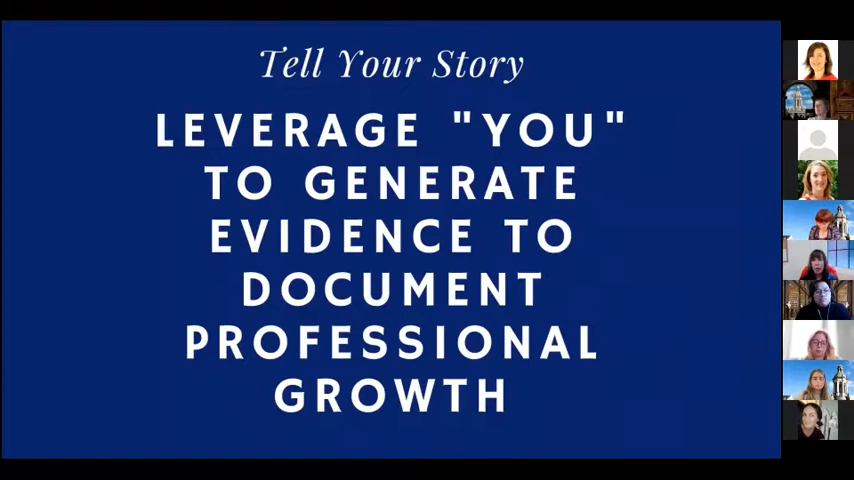 Tell Your Story
LEVERAGE "YOU"
TO GENERATE
EVIDENCE TO
DOCUMENT
PROFESSIONAL
GROWTH